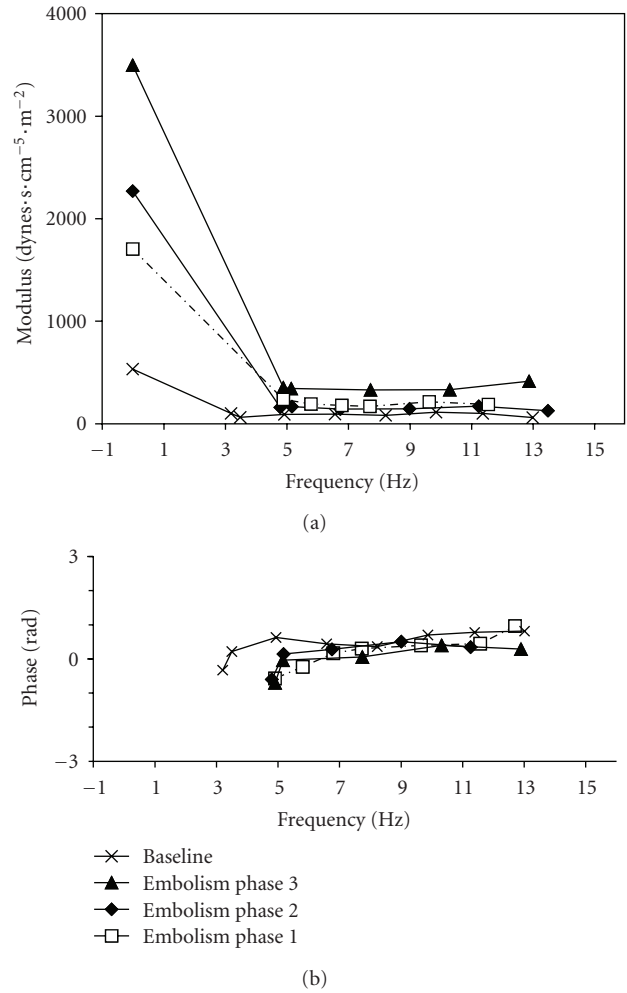 4000
3000
2000
1000
0
Modulus (dynes·s·cm−5·m−2)
−1 1 3 5 7 9 11 13 15
Frequency (Hz)
(a)
3
0
−3
Phase (rad)
−1 1 3 5 7 9 11 13 15
Frequency (Hz)
Baseline
Embolism phase 3
Embolism phase 2
Embolism phase 1
(b)